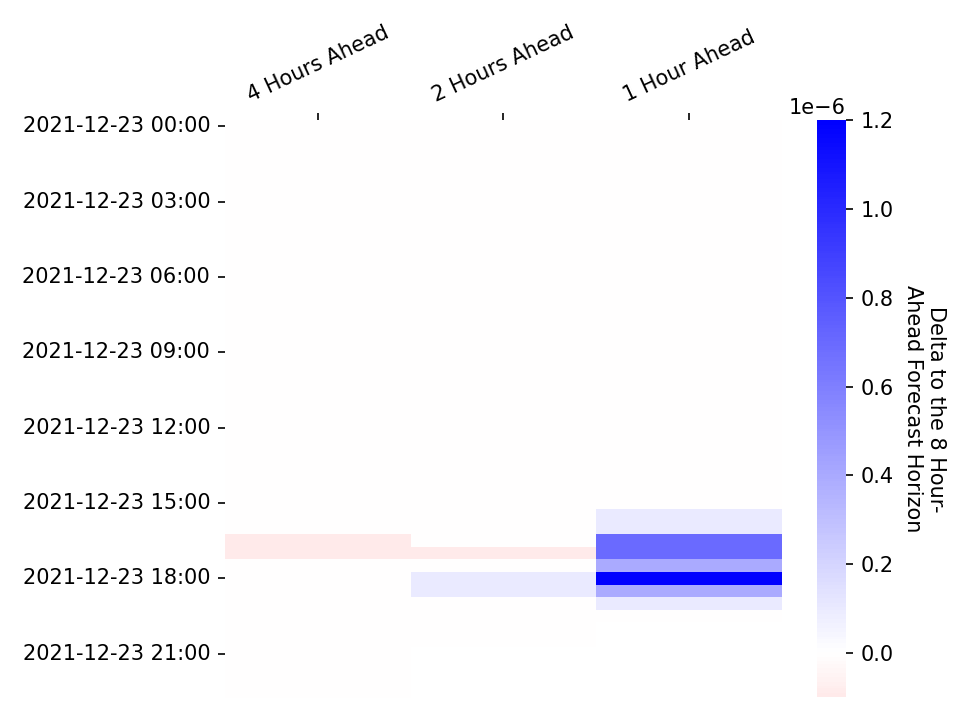 4 Hours Ahead
2 Hours Ahead
1 Hour Ahead
1e−6
2021-12-23 00:00
2021-12-23 03:00
2021-12-23 06:00
2021-12-23 09:00
2021-12-23 12:00
2021-12-23 15:00
2021-12-23 18:00
2021-12-23 21:00
1.2
1.0
0.8
0.6
0.4
0.2
0.0
Delta to the 8 Hour-
Ahead Forecast Horizon